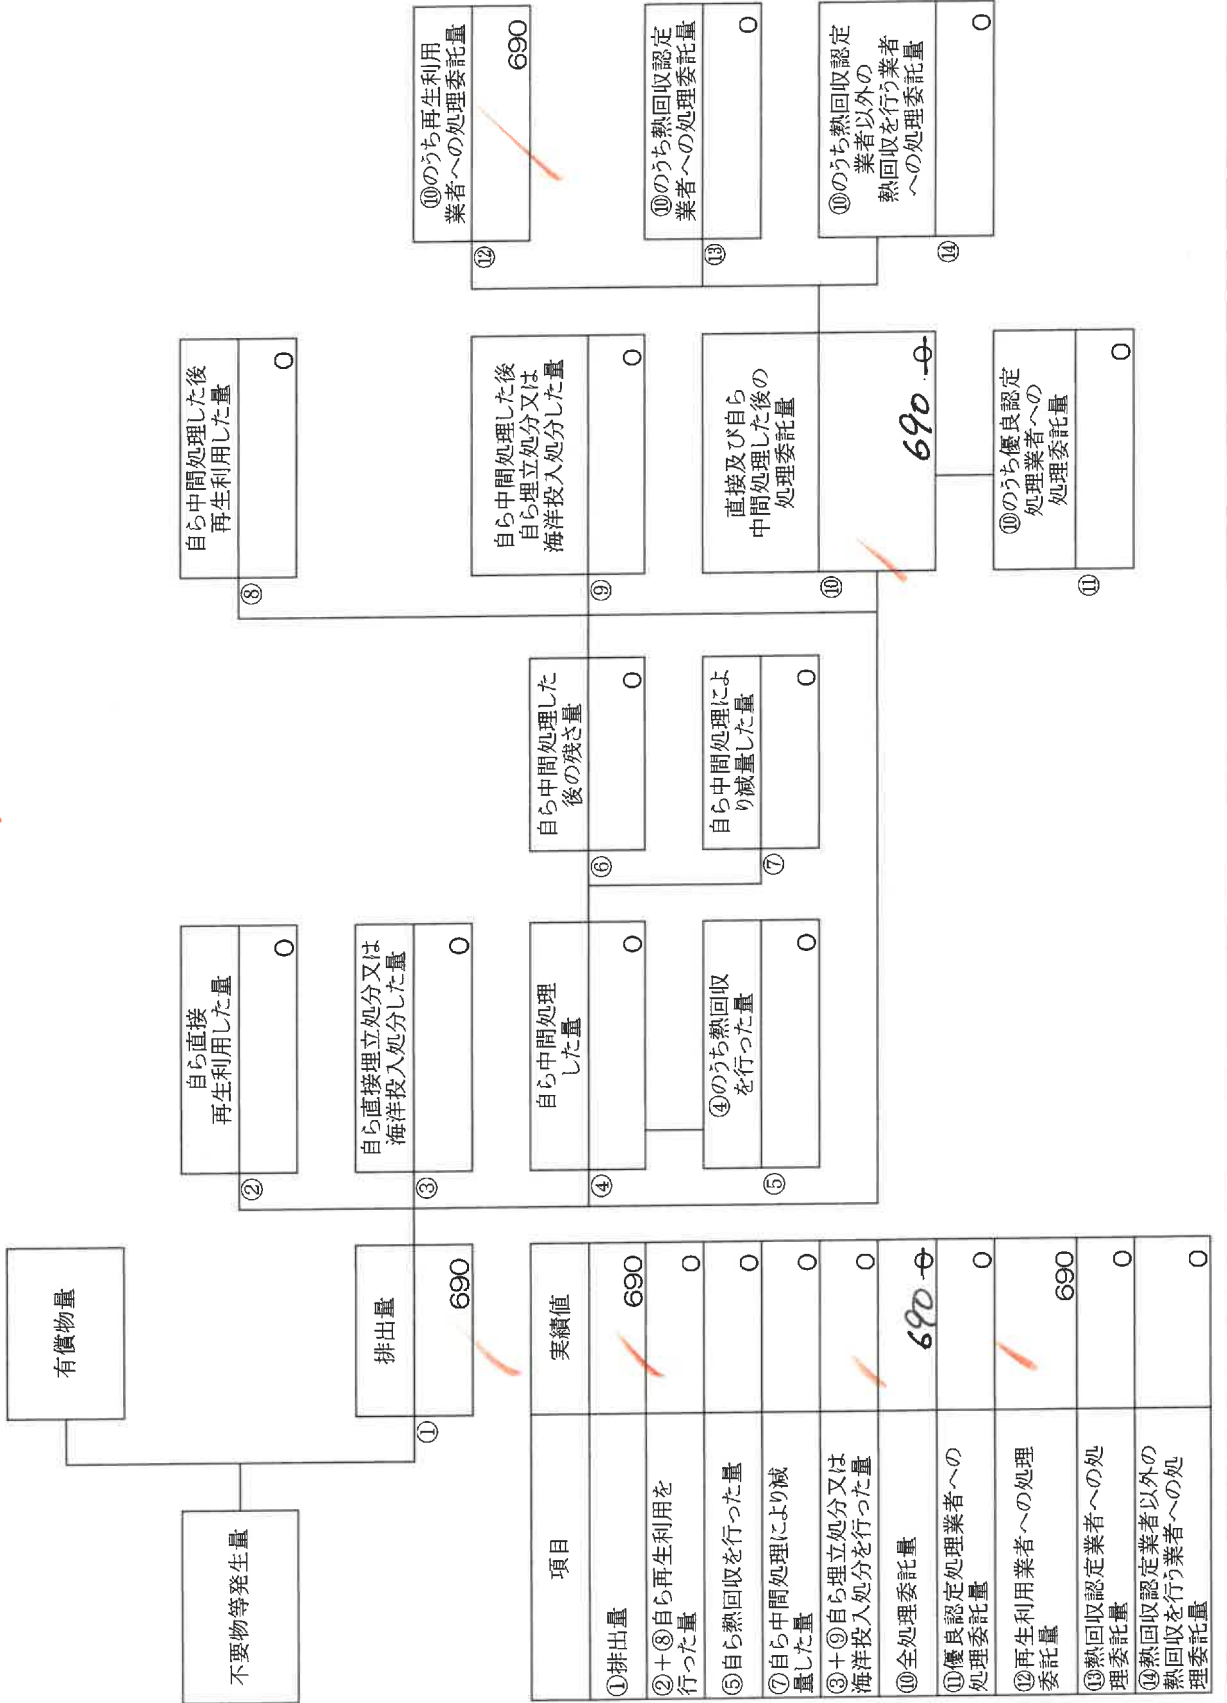 不要物等発生量
有償物量
①
排出量
690
②
自ら直接
再生利用した量
0
③
自ら直接埋立処分又は
海洋投入処分した量
0
④
自ら中間処理
した量
0
⑤
④のうち熱回収
を行った量
0
⑥
自ら中間処理した
後の残さ量
0
⑦
自ら中間処理によ
り減量した量
0
⑧
自ら中間処理した後
再生利用した量
0
⑨
自ら中間処理した後
自ら埋立処分又は
海洋投入処分した量
0
⑩
直接及び自ら
中間処理した後の
処理委託量
690 0
⑪
⑩のうち優良認定
処理業者への
処理委託量
0
⑫
⑩のうち再生利用
業者への処理委託量
690
⑬
⑩のうち熱回収認定
業者への処理委託量
0
⑭
⑩のうち熱回収認定
業者以外の
熱回収を行う業者
への処理委託量
0
項目 実績値
①排出量 690
②+⑧自ら再生利用を
行った量 0
⑤自ら熱回収を行った量 0
⑦自ら中間処理により減
量した量 0
③+⑨自ら埋立処分又は
海洋投入処分を行った量 0
⑩全処理委託量 690 0
⑪優良認定処理業者への
処理委託量 0
⑫再生利用業者への処理
委託量 690
⑬熱回収認定業者への処
理委託量 0
⑭熱回収認定業者以外の
熱回収を行う業者への処
理委託量 0